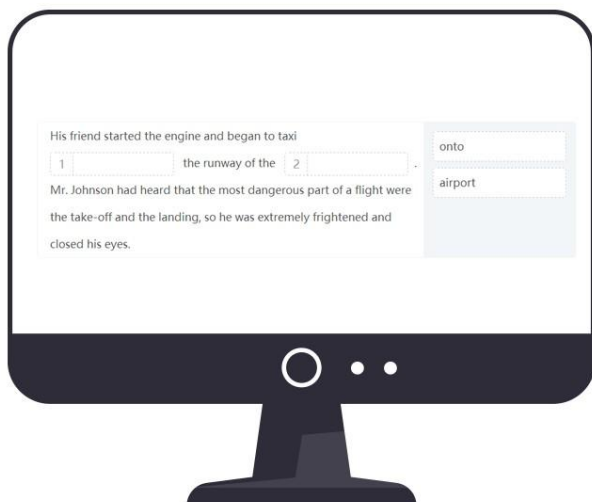 His friend started the engine and began to taxi
1 the runway of the 2 .
Mr. Johnson had heard that the most dangerous part of a flight were
the take-off and the landing, so he was extremely frightened and
closed his eyes.
onto
airport